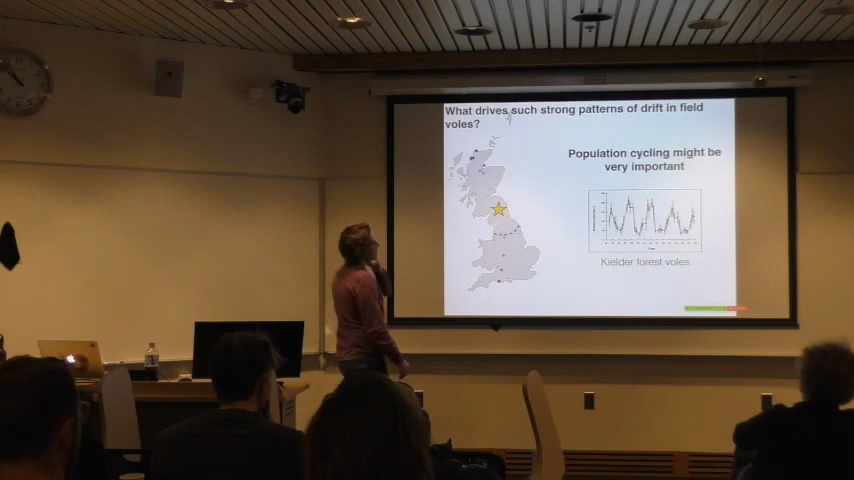 What drives such strong patterns of drift in field
voles?
Population cycling might be
very important
Kielder forest voles